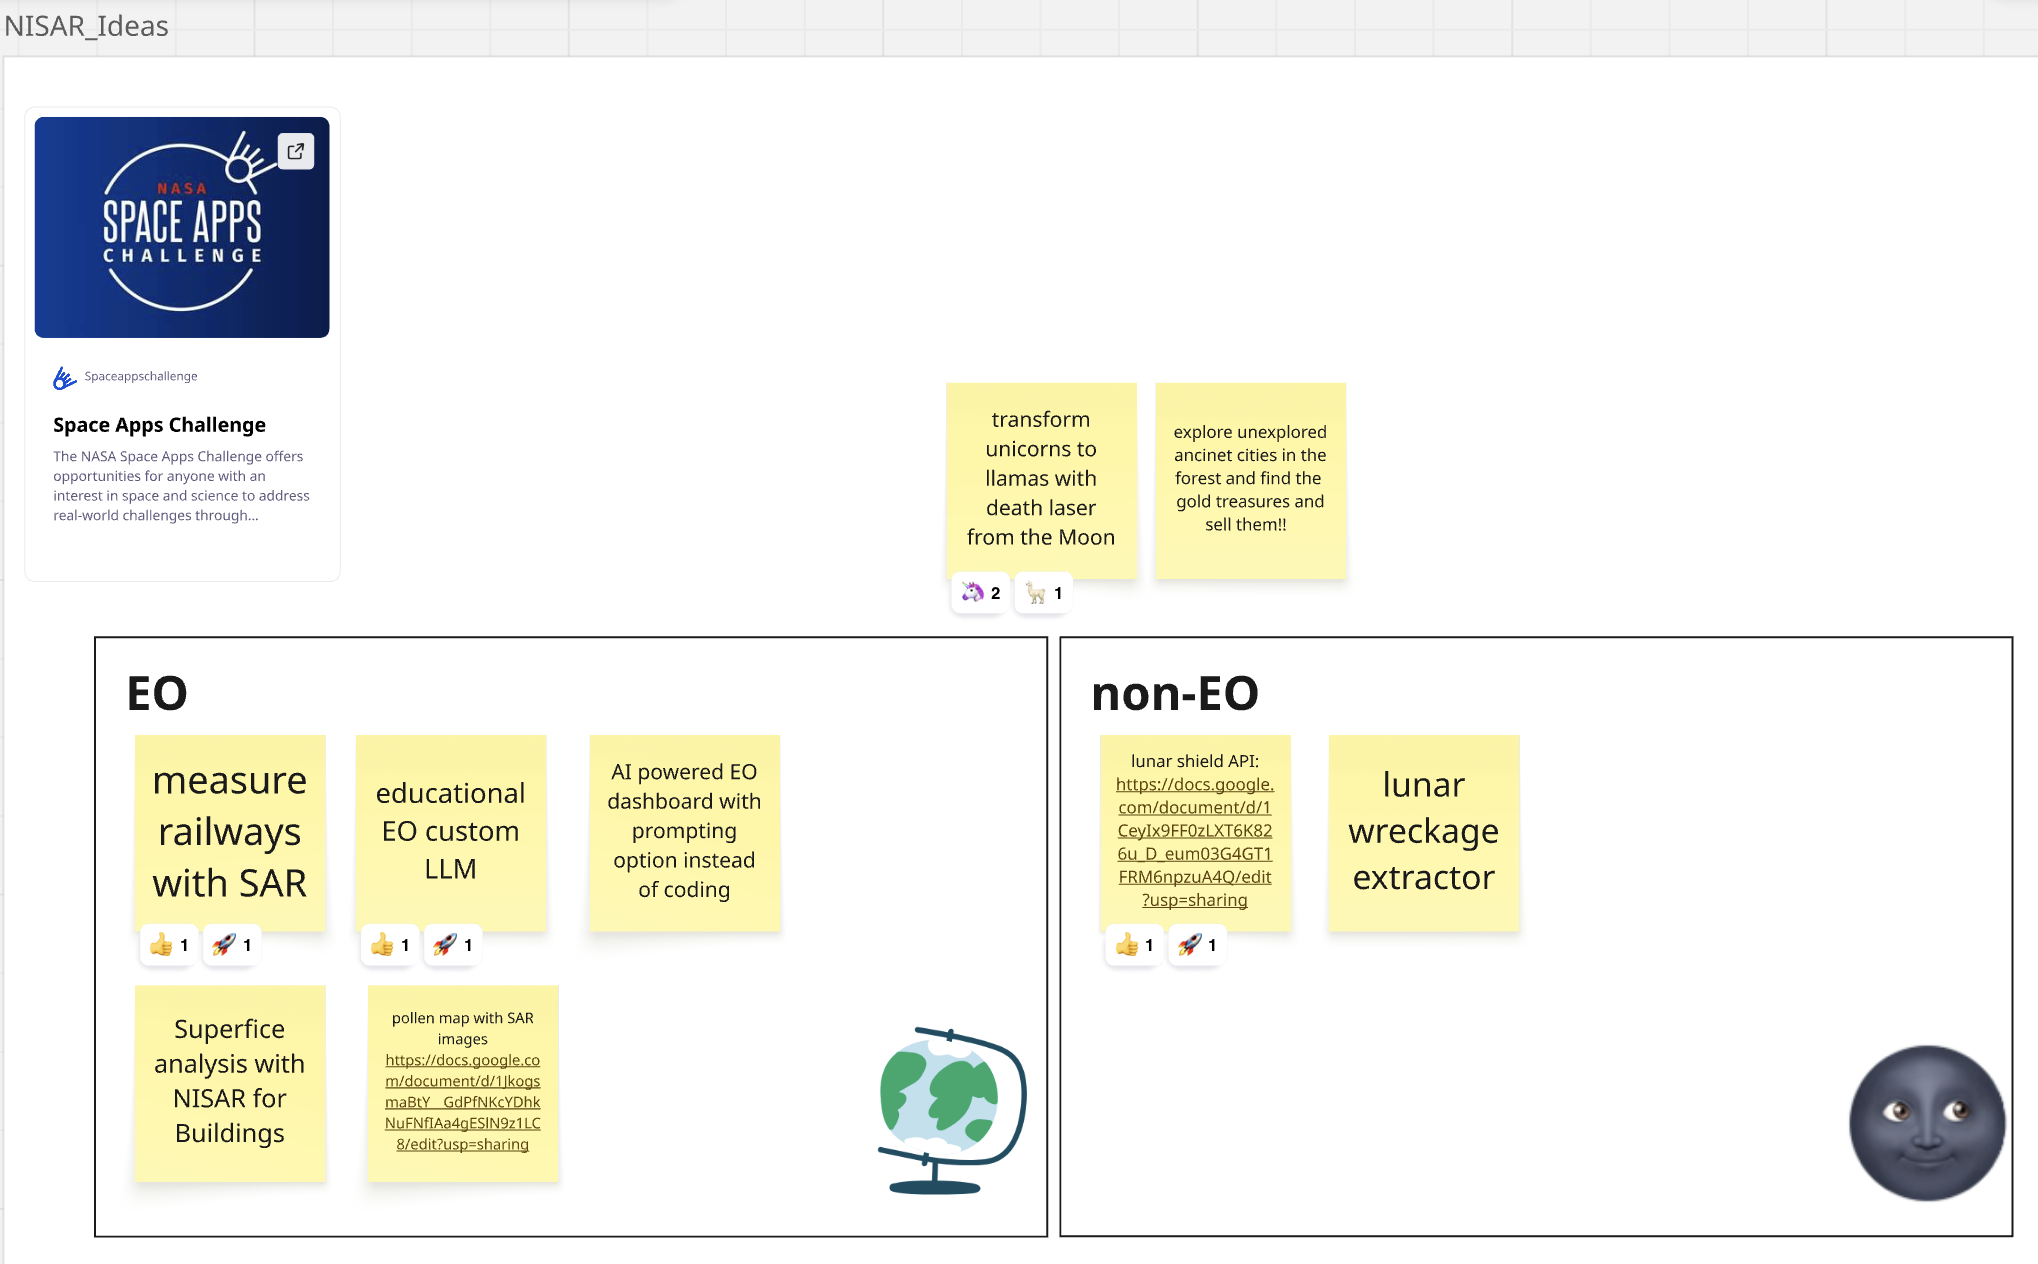 NISAR_Ideas
NASA
SPACE APPS
CHALLENGE
Spaceappschallenge
Space Apps Challenge
The NASA Space Apps Challenge offers
opportunities for anyone with an
interest in space and science to address
real-world challenges through...
transform
unicorns to
llamas with
death laser
from the Moon
2
1
explore unexplored
ancinet cities in the
forest and find the
gold treasures and
sell them!!
EO
measure
railways
with SAR
1
1
educational
EO custom
LLM
1
1
AI powered EO
dashboard with
prompting
option instead
of coding
Superfice
analysis with
NISAR for
Buildings
pollen map with SAR
images
https://docs.google.co
m/document/d/1Jkogs
maBtY__GdPfNKcYDhk
NuFNfIAa4gESlN9z1LC
8/edit?usp=sharing
non-EO
lunar shield API:
https://docs.google.
com/document/d/1
CeyIx9FF0zLXT6K82
6u_D_eum03G4GT1
FRM6npzuA4Q/edit
?usp=sharing
1
1
lunar
wreckage
extractor